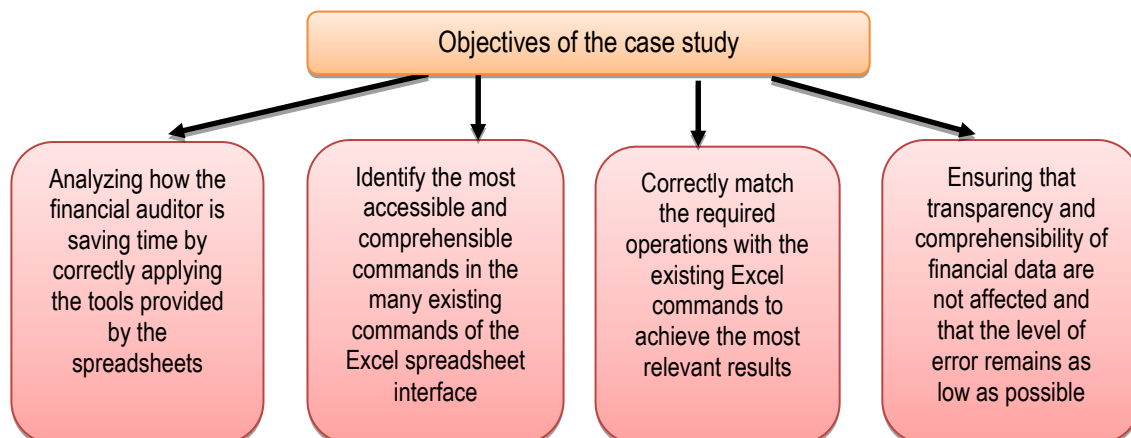 Objectives of the case study
Analyzing how the
financial auditor is
saving time by
correctly applying
the tools provided
by the
spreadsheets
Identify the most
accessible and
comprehensible
commands in the
many existing
commands of the
Excel spreadsheet
interface
Correctly match
the required
operations with the
existing Excel
commands to
achieve the most
relevant results
Ensuring that
transparency and
comprehensibility of
financial data are
not affected and
that the level of
error remains as
low as possible